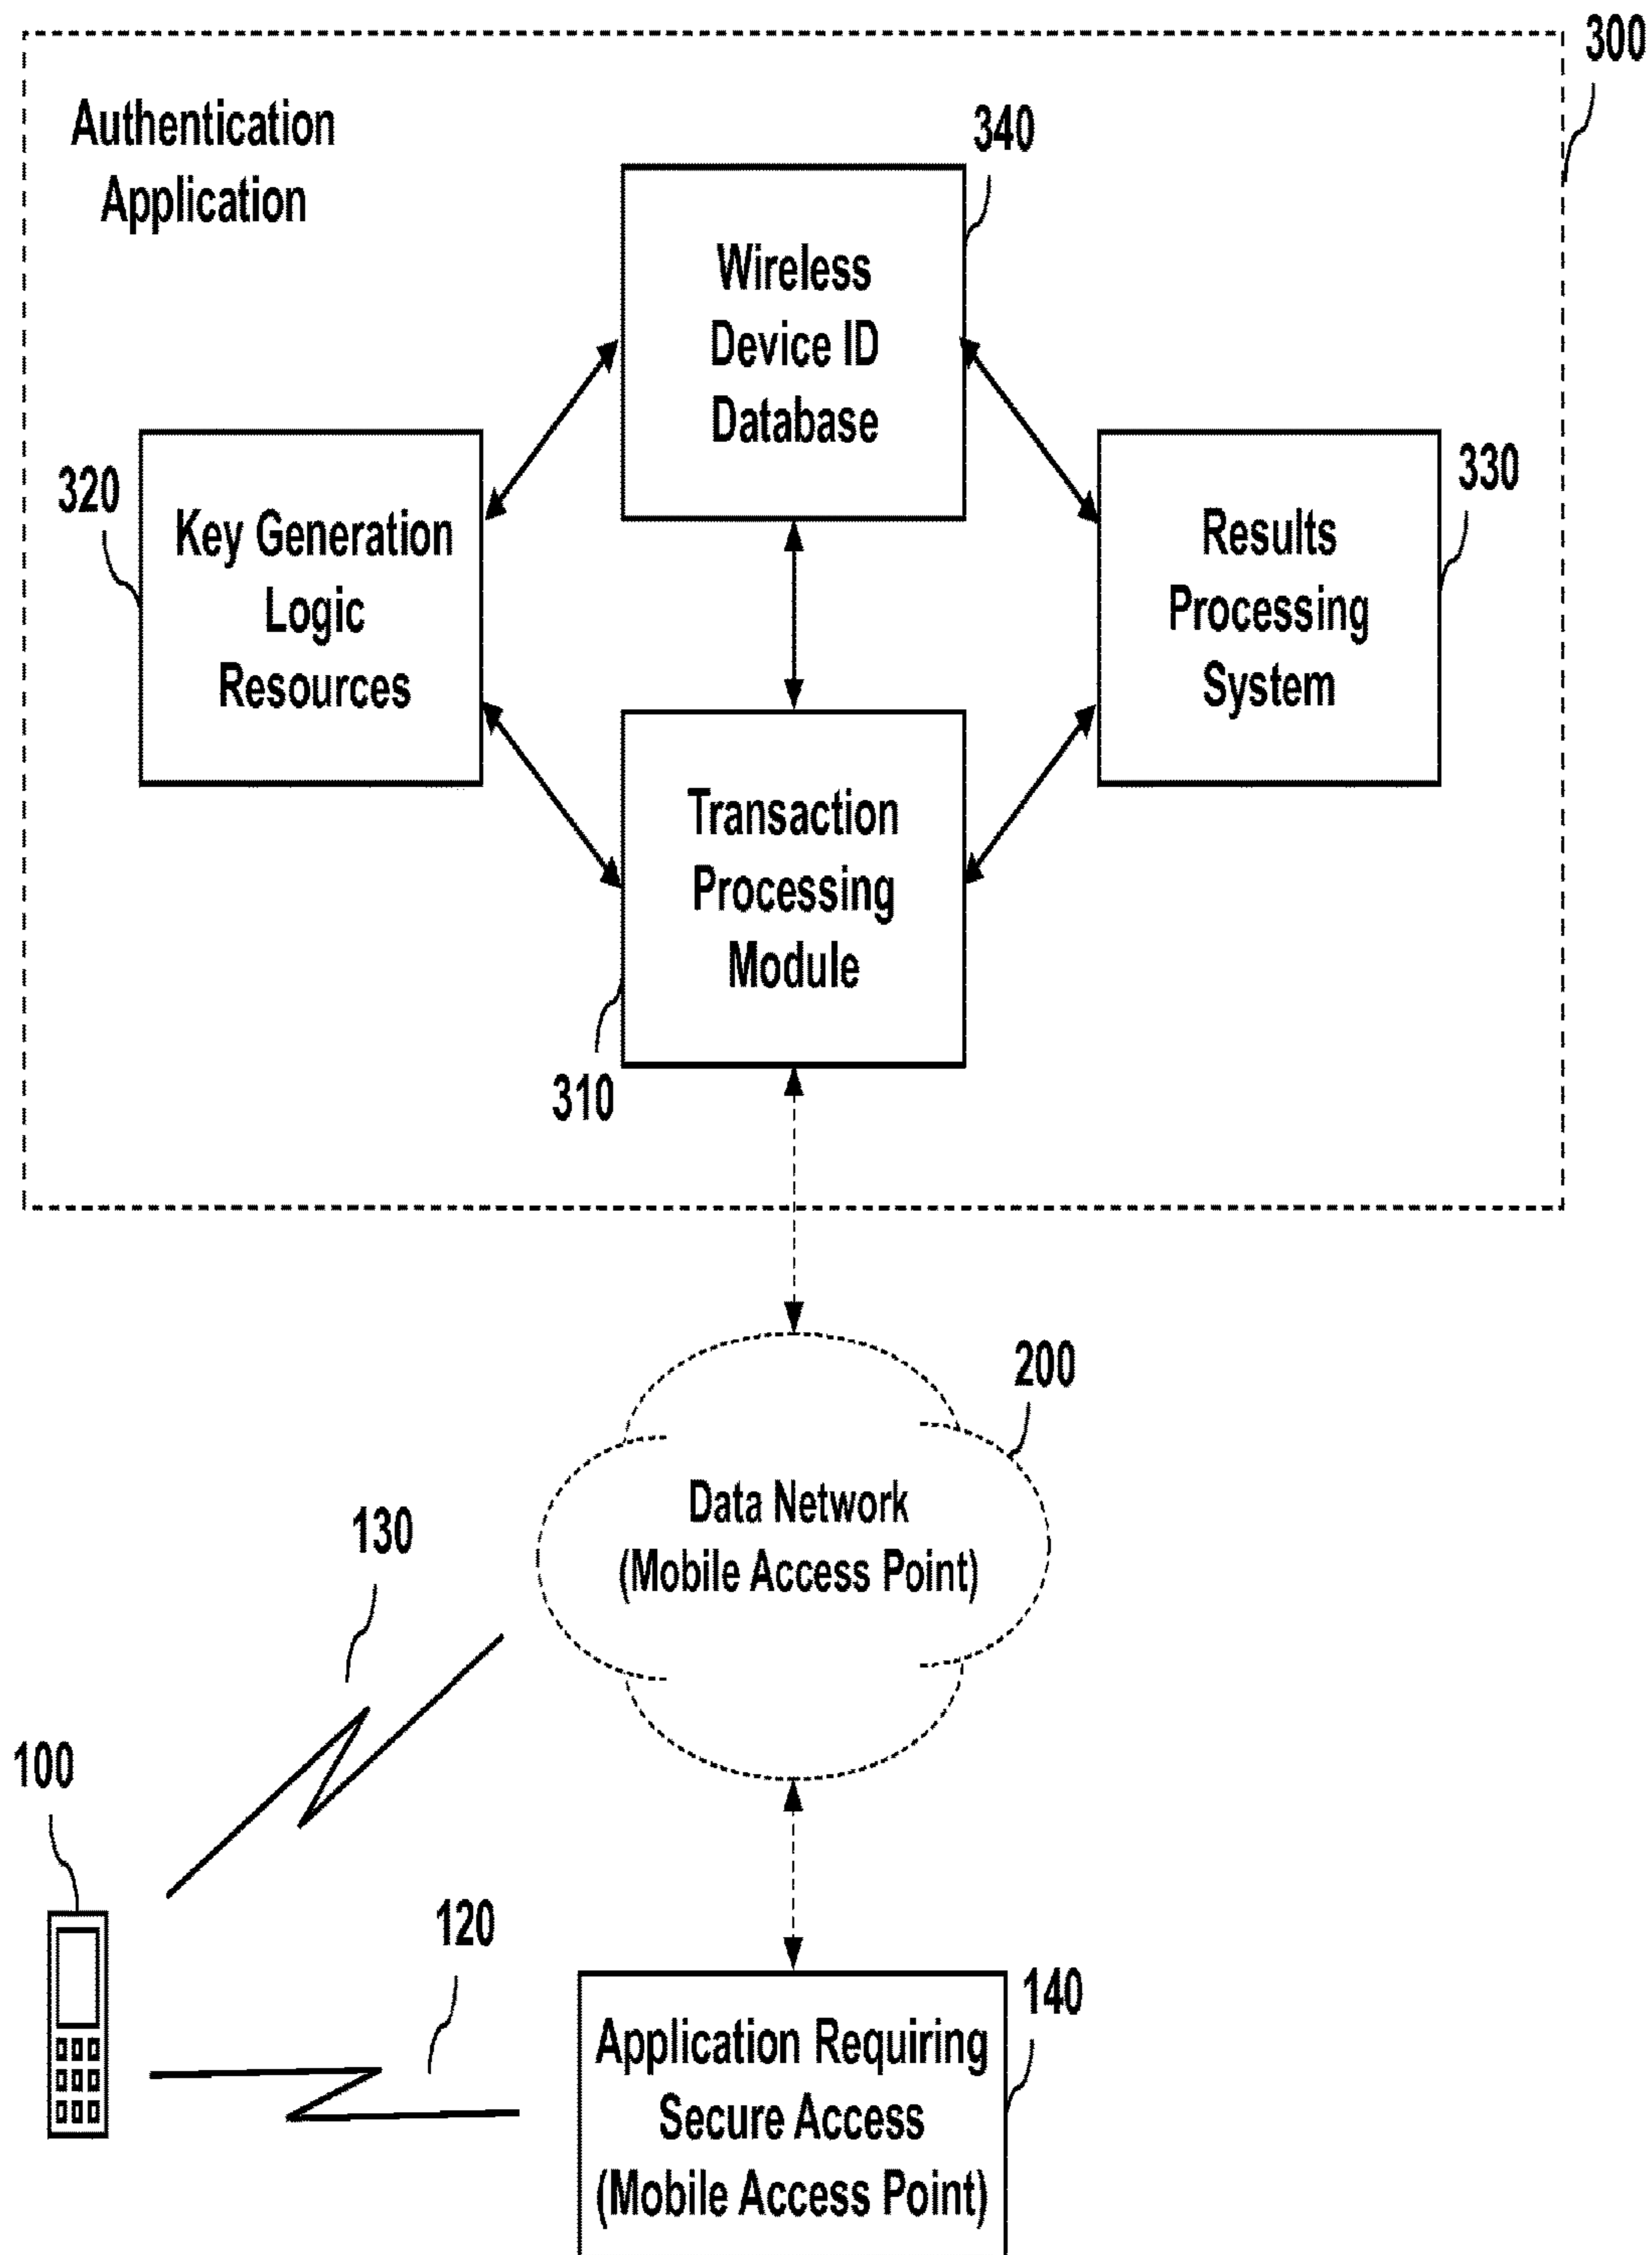 300
Authentication
Application
340
Wireless
Device ID
Database
320
Key Generation
Logic
Resources
330
Results
Processing
System
Transaction
Processing
Module
310
200
Data Network
(Mobile Access Point)
130
100
120
140
Application Requiring
Secure Access
(Mobile Access Point)